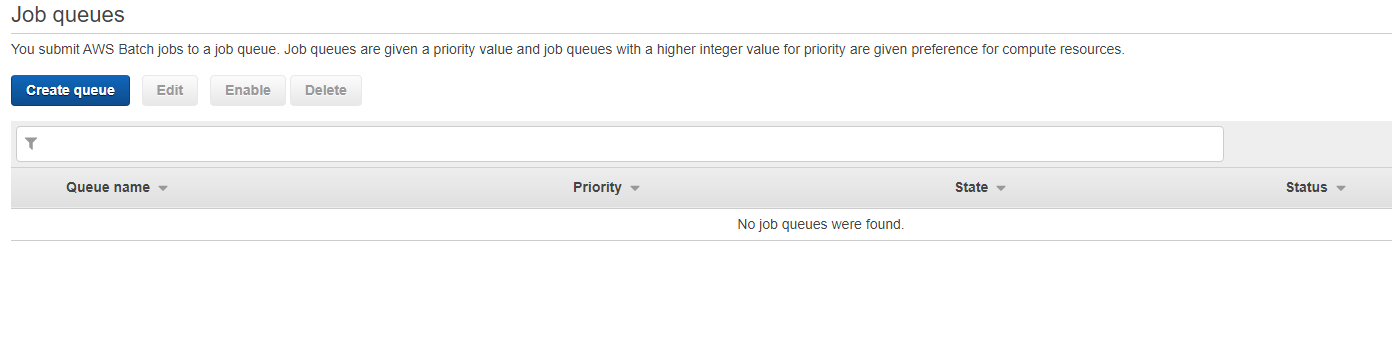 Job queues
You submit AWS Batch jobs to a job queue. Job queues are given a priority value and job queues with a higher integer value for priority are given preference for compute resources.
Create queue Edit Enable Delete
Queue name Priority State Status
No job queues were found.